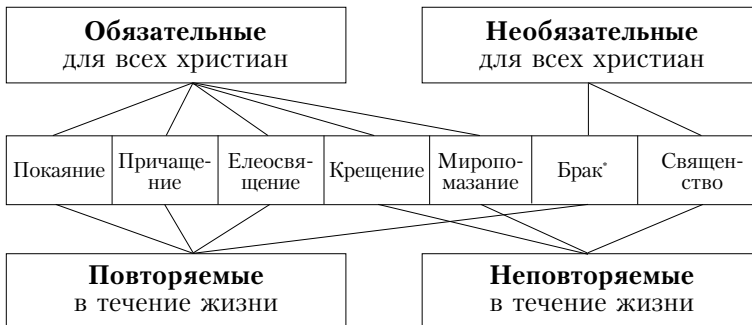 Обязательные
для всех христиан
Необязательные
для всех христиан
Покаяние
Причаще-
ние
Елеосвя-
щение
Крещение
Миропо-
мазание
Брак*
Священ-
ство
Повторяемые
в течение жизни
Неповторяемые
в течение жизни